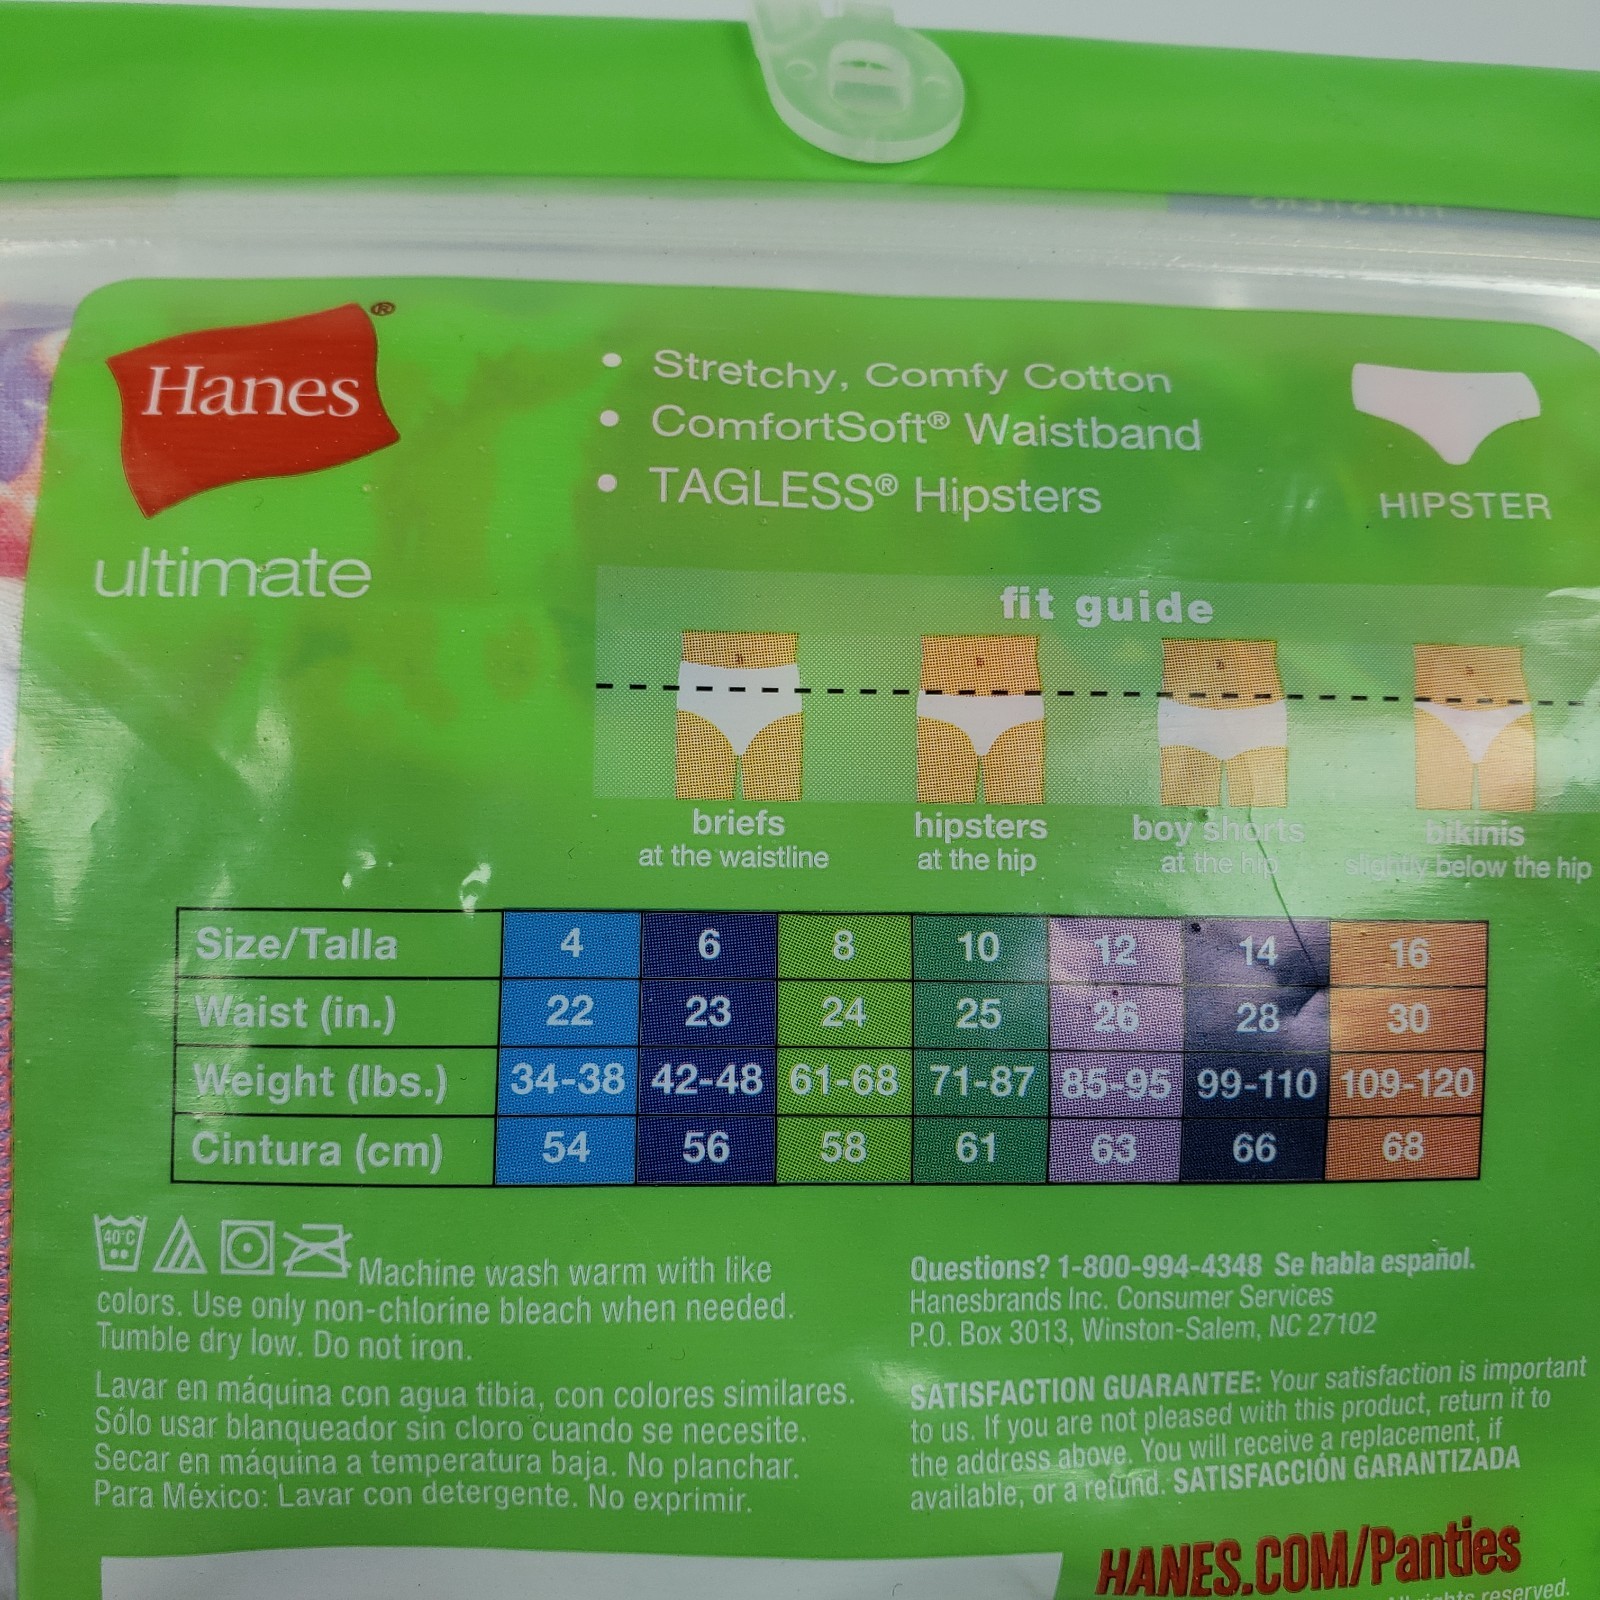 Hanes®
ultimate
• Stretchy, Comfy Cotton
• ComfortSoft® Waistband
• TAGLESS® Hipsters
HIPSTER
fit guide
briefs
at the waistline
hipsters
at the hip
boy shorts
at the hip
bikinis
slightly below the hip
Size/Talla 4 6 8 10 12 14 16
Waist (in.) 22 23 24 25 26 28 30
Weight (lbs.) 34-38 42-48 61-68 71-87 85-95 99-110 109-120
Cintura (cm) 54 56 58 61 63 66 68
40°C
Machine wash warm with like
colors. Use only non-chlorine bleach when needed.
Tumble dry low. Do not iron.
Lavar en máquina con agua tibia, con colores similares.
Sólo usar blanqueador sin cloro cuando se necesite.
Secar en máquina a temperatura baja. No planchar.
Para México: Lavar con detergente. No exprimir.
Questions? 1-800-994-4348 Se habla español.
Hanesbrands Inc. Consumer Services
P.O. Box 3013, Winston-Salem, NC 27102
SATISFACTION GUARANTEE: Your satisfaction is important
to us. If you are not pleased with this product, return it to
the address above. You will receive a replacement, if
available, or a refund. SATISFACCIÓN GARANTIZADA
HANES.COM/Panties
rights reserved.